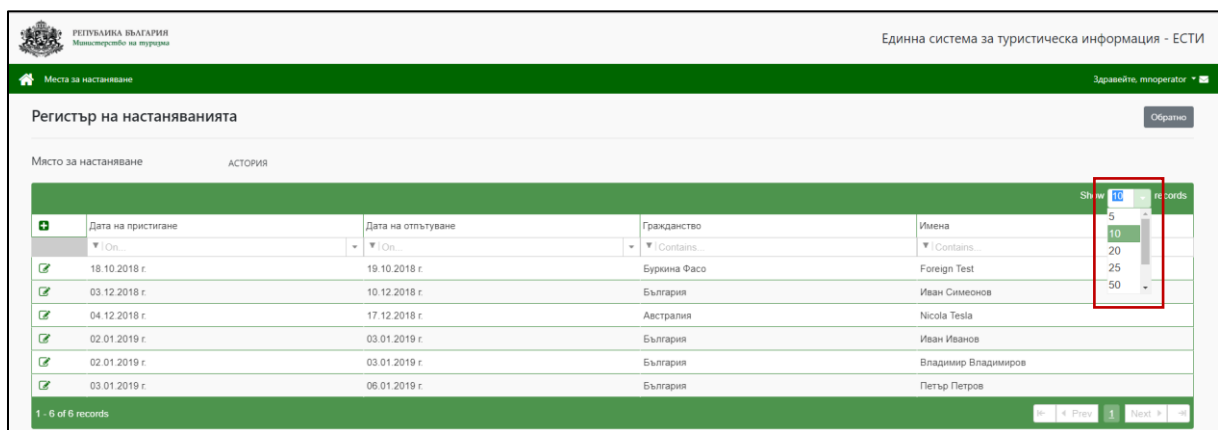 РЕПУБЛИКА БЪЛГАРИЯ
Министерство на туризма
Единна система за туристическа информация - ЕСТИ
Места за настаняване
Здравейте, mnoperator
Регистър на настаняванията
Обратно
Място за настаняване АСТОРИЯ
Show 10 records
5
10
20
25
50
Дата на пристигане Дата на отпътуване Гражданство Имена
On... On... Contains... Contains...
18.10.2018 г. 19.10.2018 г. Буркина Фасо Foreign Test
03.12.2018 г. 10.12.2018 г. България Иван Симеонов
04.12.2018 г. 17.12.2018 г. Австралия Nicola Tesla
02.01.2019 г. 03.01.2019 г. България Иван Иванов
02.01.2019 г. 03.01.2019 г. България Владимир Владимиров
03.01.2019 г. 06.01.2019 г. България Петър Петров
1 - 6 of 6 records
Prev 1 Next